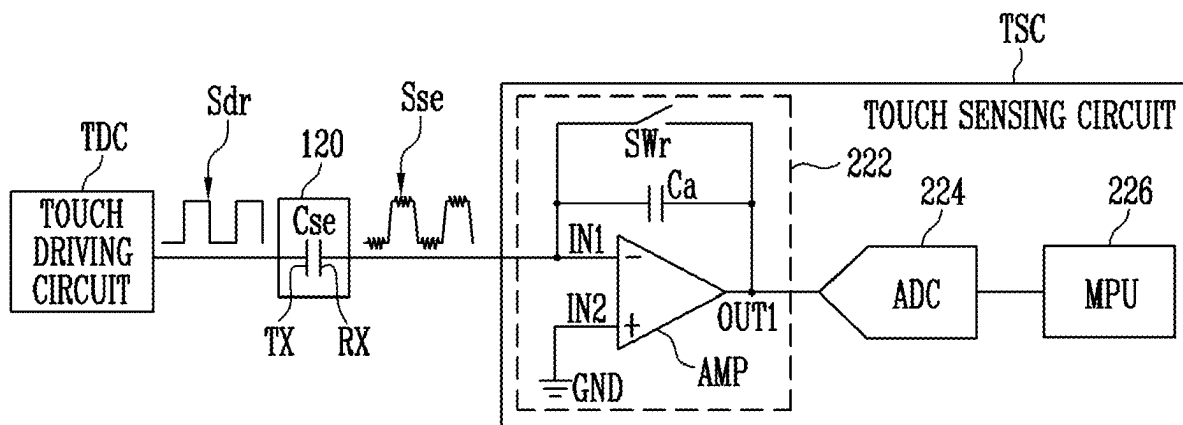 TSC
TOUCH SENSING CIRCUIT
Sdr
Sse
TDC
120
SWr
222
Ca
224
226
TOUCH
DRIVING
CIRCUIT
Cse
IN1
−
ADC
MPU
IN2
+
OUT1
TX
RX
AMP
GND